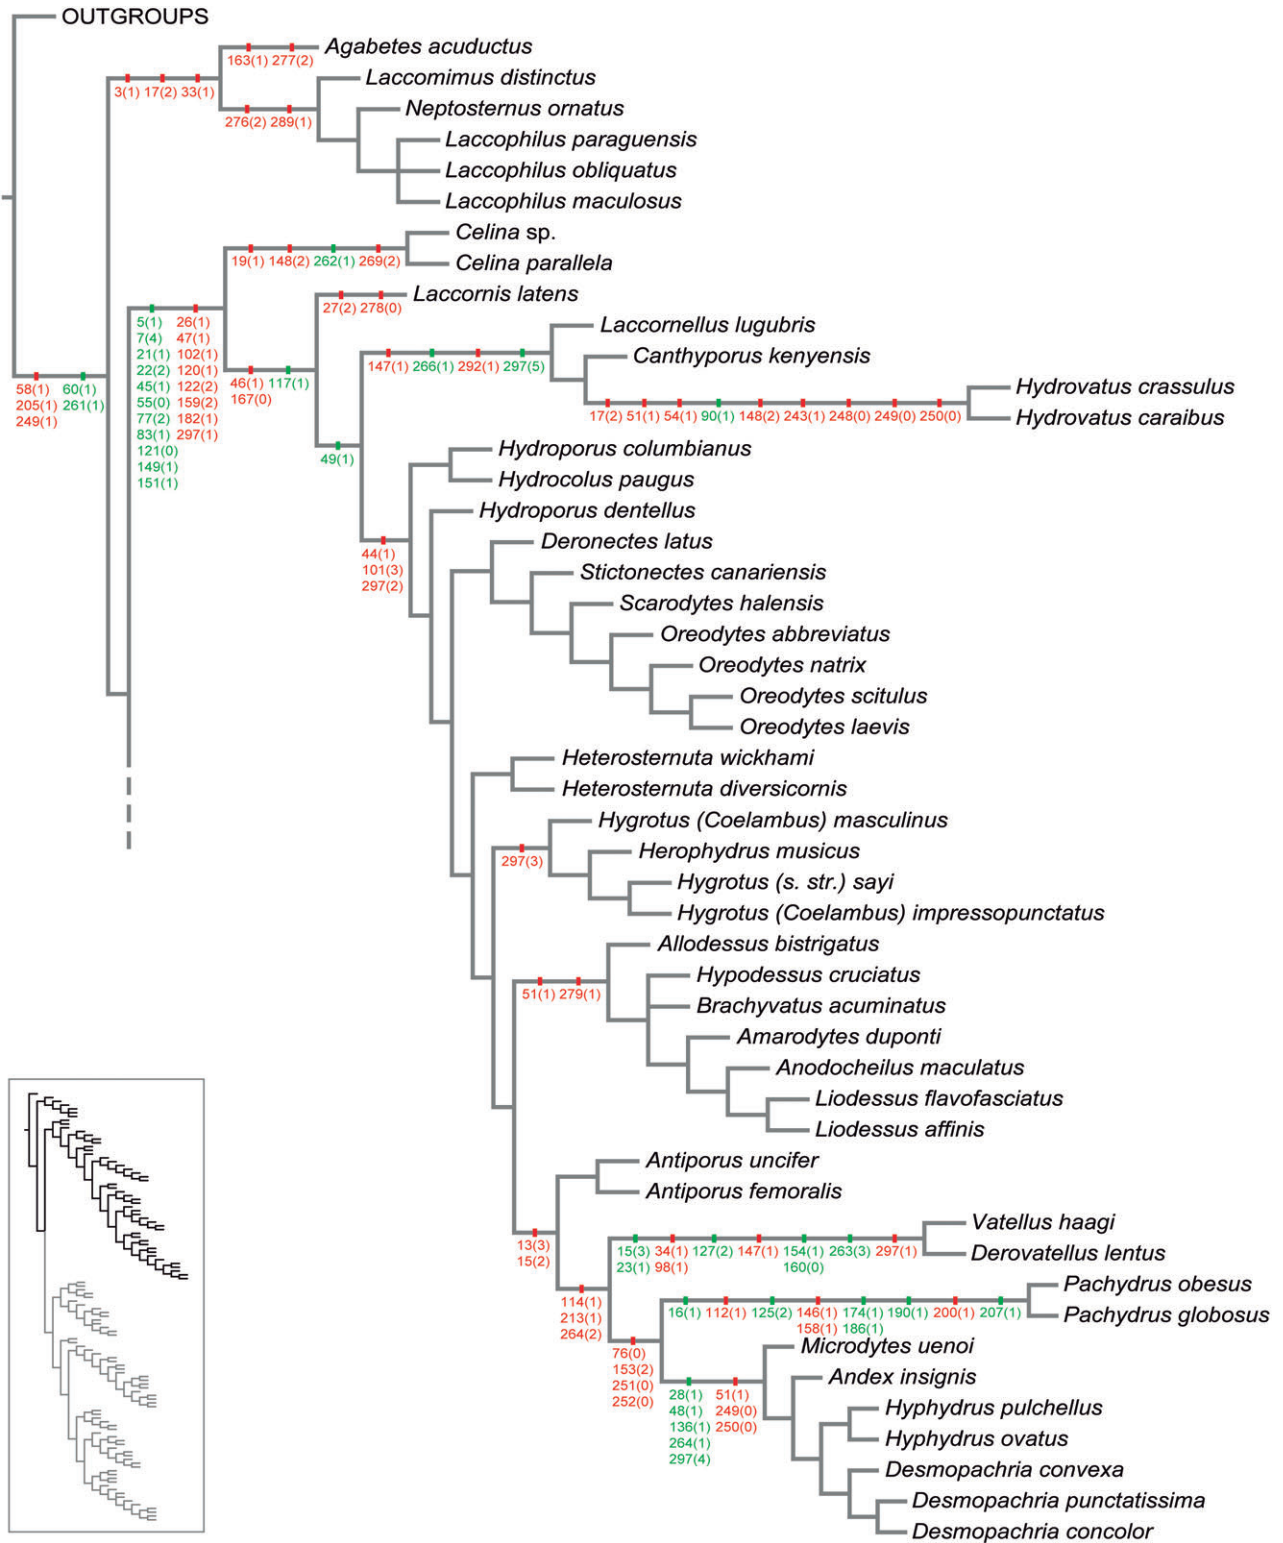 OUTGROUPS
Agabetes acuductus
163(1) 277(2)
Laccomimus distinctus
3(1) 17(2) 33(1)
Neptosternus ornatus
276(2) 289(1)
Laccophilus paraguensis
Laccophilus obliquatus
Laccophilus maculosus
Celina sp.
19(1) 148(2) 262(1) 269(2)
Celina parallela
Laccornis latens
27(2) 278(0)
5(1) 26(1)
7(4) 47(1)
21(1) 102(1)
22(2) 120(1)
45(1) 122(2)
55(0) 159(2)
77(2) 182(1)
83(1) 297(1)
121(0)
149(1)
151(1)
Laccornellus lugubris
Canthyporus kenyensis
147(1) 266(1) 292(1) 297(5)
46(1) 117(1)
167(0)
58(1) 60(1)
205(1) 261(1)
249(1)
Hydrovatus crassulus
17(2) 51(1) 54(1) 90(1) 148(2) 243(1) 248(0) 249(0) 250(0)
Hydrovatus caraibus
49(1)
Hydroporus columbianus
Hydrocolus paugus
Hydroporus dentellus
Deronectes latus
44(1)
101(3)
297(2)
Stictonectes canariensis
Scarodytes halensis
Oreodytes abbreviatus
Oreodytes natrix
Oreodytes scitulus
Oreodytes laevis
Heterosternuta wickhami
Heterosternuta diversicornis
Hygrotus (Coelambus) masculinus
Herophydrus musicus
297(3)
Hygrotus (s. str.) sayi
Hygrotus (Coelambus) impressopunctatus
Allodessus bistrigatus
Hypodessus cruciatus
51(1) 279(1)
Brachyvatus acuminatus
Amarodytes duponti
Anodocheilus maculatus
Liodessus flavofasciatus
Liodessus affinis
Antiporus uncifer
Antiporus femoralis
Vatellus haagi
13(3)
15(2)
15(3) 34(1) 127(2) 147(1) 154(1) 263(3) 297(1)
23(1) 98(1) 160(0)
Derovatellus lentus
Pachydrus obesus
114(1)
213(1)
264(2)
16(1) 112(1) 125(2) 146(1) 174(1) 190(1) 200(1) 207(1)
158(1) 186(1)
Pachydrus globosus
Microdytes uenoi
76(0)
153(2)
251(0)
252(0)
Andex insignis
28(1) 51(1)
48(1) 249(0)
136(1) 250(0)
264(1)
297(4)
Hyphydrus pulchellus
Hyphydrus ovatus
Desmopachria convexa
Desmopachria punctatissima
Desmopachria concolor